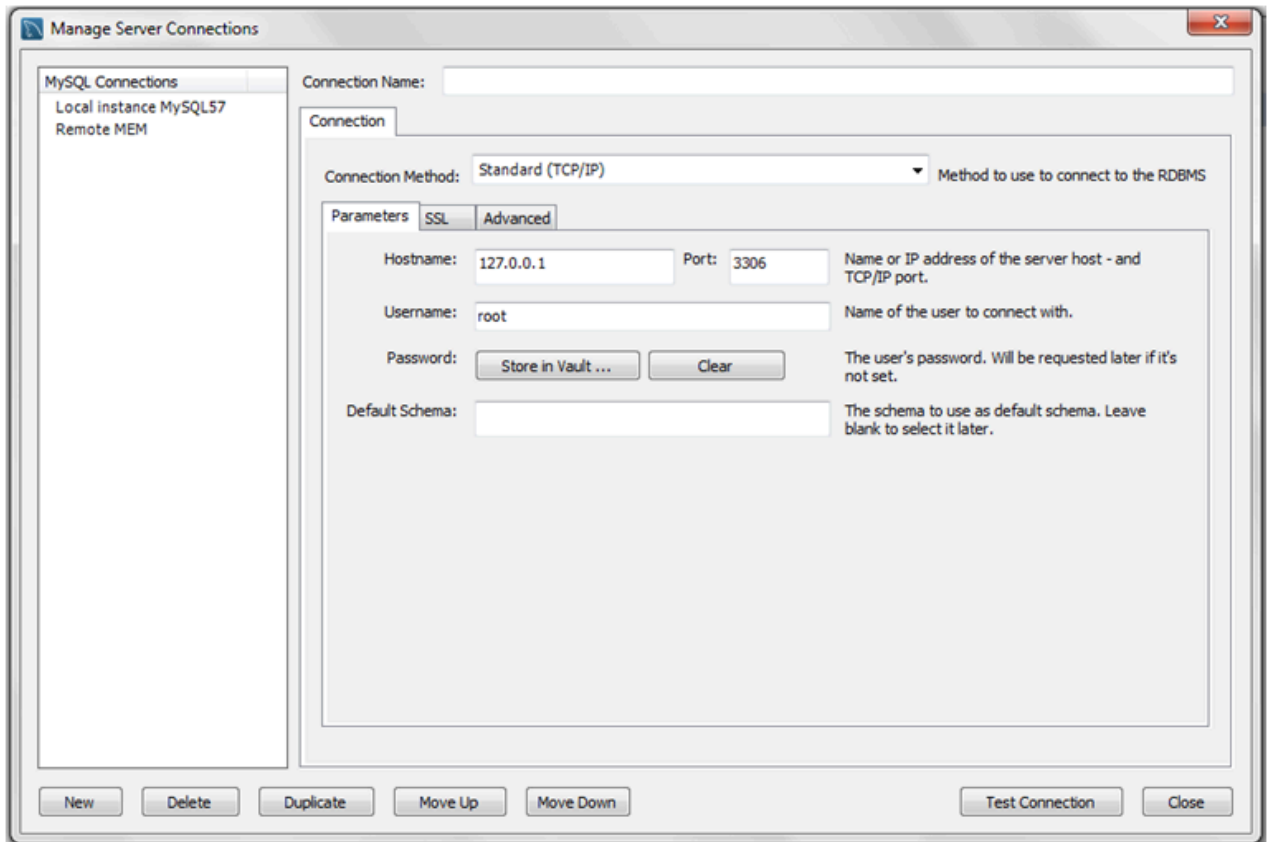 Manage Server Connections
MySQL Connections
Local instance MySQL57
Remote MEM
Connection Name:
Connection
Connection Method: Standard (TCP/IP) Method to use to connect to the RDBMS
Parameters SSL Advanced
Hostname: 127.0.0.1 Port: 3306 Name or IP address of the server host - and
TCP/IP port.
Username: root Name of the user to connect with.
Password: Store in Vault ... Clear The user's password. Will be requested later if it's
not set.
Default Schema: The schema to use as default schema. Leave
blank to select it later.
New Delete Duplicate Move Up Move Down Test Connection Close